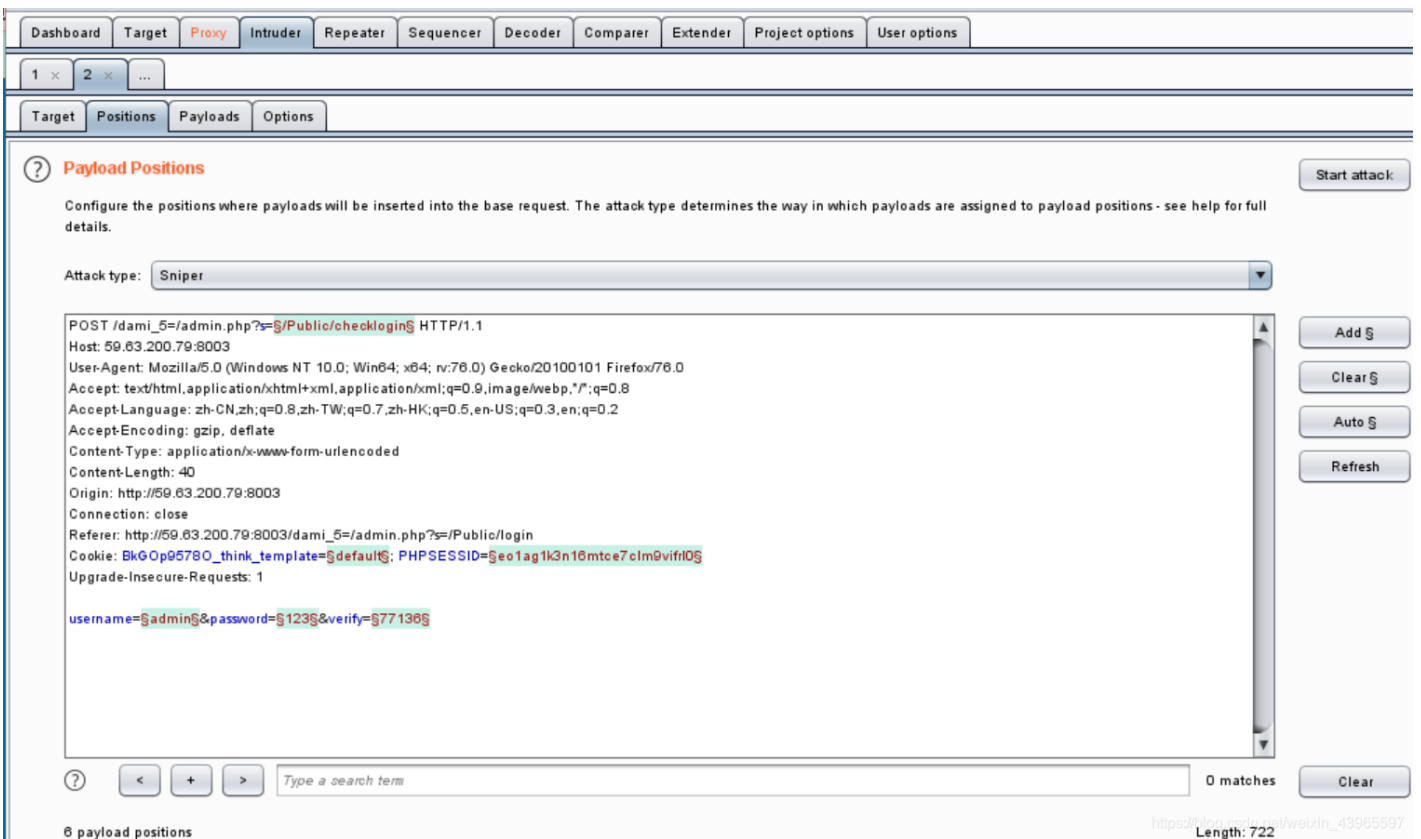 Dashboard Target Proxy Intruder Repeater Sequencer Decoder Comparer Extender Project options User options
1 × 2 × ...
Target Positions Payloads Options
? Payload Positions
Start attack
Configure the positions where payloads will be inserted into the base request. The attack type determines the way in which payloads are assigned to payload positions - see help for full
details.
Attack type: Sniper
POST /dami_5=/admin.php?s=§/Public/checklogin§ HTTP/1.1
Host: 59.63.200.79:8003
User-Agent: Mozilla/5.0 (Windows NT 10.0; Win64; x64; rv:76.0) Gecko/20100101 Firefox/76.0
Accept: text/html,application/xhtml+xml,application/xml;q=0.9,image/webp,*/*;q=0.8
Accept-Language: zh-CN,zh;q=0.8,zh-TW;q=0.7,zh-HK;q=0.5,en-US;q=0.3,en;q=0.2
Accept-Encoding: gzip, deflate
Content-Type: application/x-www-form-urlencoded
Content-Length: 40
Origin: http://59.63.200.79:8003
Connection: close
Referer: http://59.63.200.79:8003/dami_5=/admin.php?s=/Public/login
Cookie: BkGOp9578O_think_template=§default§; PHPSESSID=§eo1ag1k3n16mtce7clm9vifrl0§
Upgrade-Insecure-Requests: 1
username=§admin§&password=§123§&verify=§77136§
Add §
Clear §
Auto §
Refresh
? < + > Type a search term 0 matches Clear
6 payload positions
Length: 722
https://blog.csdn.net/weixin_43965597